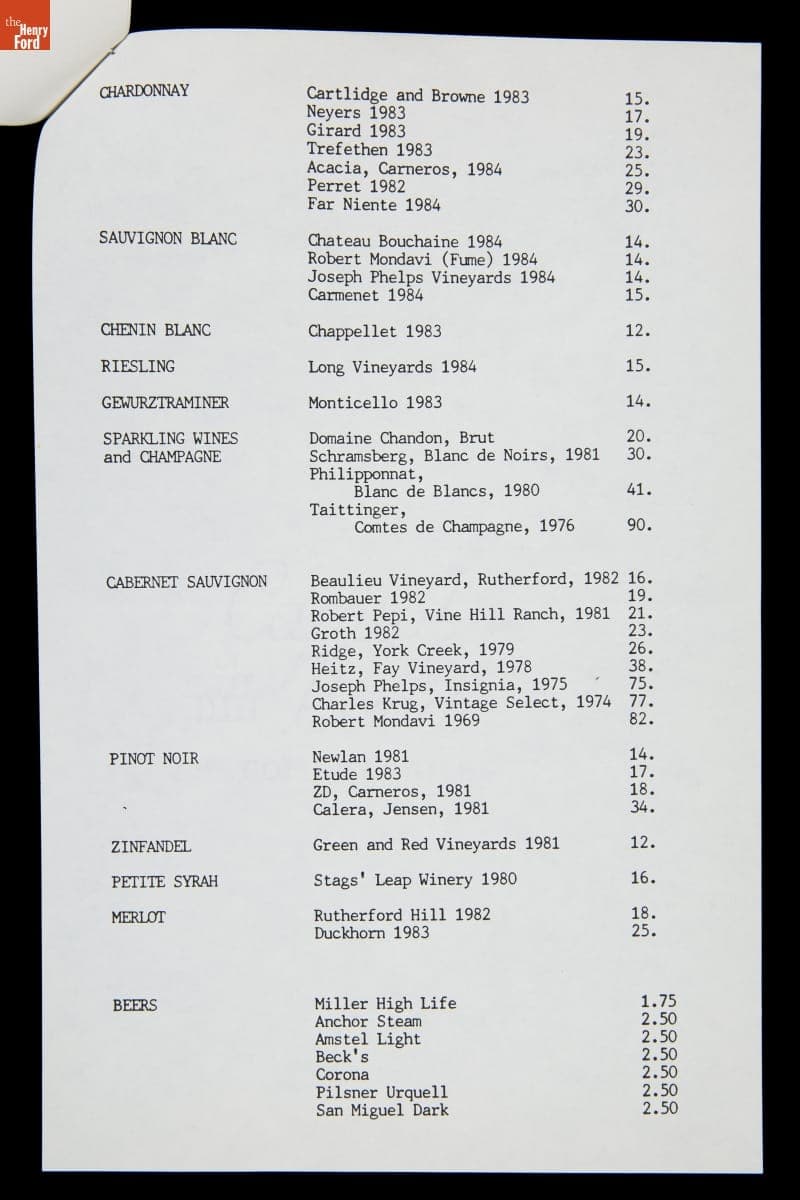 the
Henry
Ford
CHARDONNAY Cartlidge and Browne 1983 15.
Neyers 1983 17.
Girard 1983 19.
Trefethen 1983 23.
Acacia, Carneros, 1984 25.
Perret 1982 29.
Far Niente 1984 30.
SAUVIGNON BLANC Chateau Bouchaine 1984 14.
Robert Mondavi (Fume) 1984 14.
Joseph Phelps Vineyards 1984 14.
Carmenet 1984 15.
CHENIN BLANC Chappellet 1983 12.
RIESLING Long Vineyards 1984 15.
GEWURZTRAMINER Monticello 1983 14.
SPARKLING WINES Domaine Chandon, Brut 20.
and CHAMPAGNE Schramsberg, Blanc de Noirs, 1981 30.
Philipponnat,
Blanc de Blancs, 1980 41.
Taittinger,
Comtes de Champagne, 1976 90.
CABERNET SAUVIGNON Beaulieu Vineyard, Rutherford, 1982 16.
Rombauer 1982 19.
Robert Pepi, Vine Hill Ranch, 1981 21.
Groth 1982 23.
Ridge, York Creek, 1979 26.
Heitz, Fay Vineyard, 1978 38.
Joseph Phelps, Insignia, 1975 75.
Charles Krug, Vintage Select, 1974 77.
Robert Mondavi 1969 82.
PINOT NOIR Newlan 1981 14.
Etude 1983 17.
ZD, Carneros, 1981 18.
Calera, Jensen, 1981 34.
ZINFANDEL Green and Red Vineyards 1981 12.
PETITE SYRAH Stags' Leap Winery 1980 16.
MERLOT Rutherford Hill 1982 18.
Duckhorn 1983 25.
BEERS Miller High Life 1.75
Anchor Steam 2.50
Amstel Light 2.50
Beck's 2.50
Corona 2.50
Pilsner Urquell 2.50
San Miguel Dark 2.50